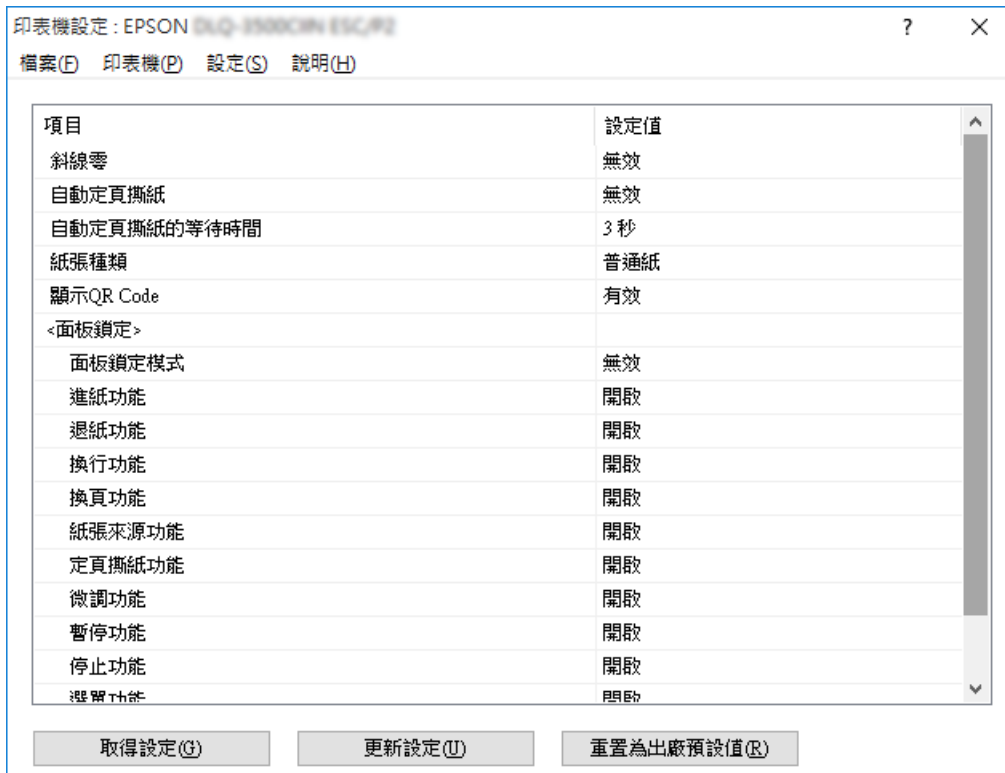 印表機設定 : EPSON
? ×
檔案(F) 印表機(P) 設定(S) 說明(H)
項目 設定值
斜線零 無效
自動定頁撕紙 無效
自動定頁撕紙的等待時間 3 秒
紙張種類 普通紙
顯示QR Code 有效
<面板鎖定>
面板鎖定模式 無效
進紙功能 開啟
退紙功能 開啟
換行功能 開啟
換頁功能 開啟
紙張來源功能 開啟
定頁撕紙功能 開啟
微調功能 開啟
暫停功能 開啟
停止功能 開啟
選單功能 開啟
取得設定(G) 更新設定(U) 重置為出廠預設值(R)